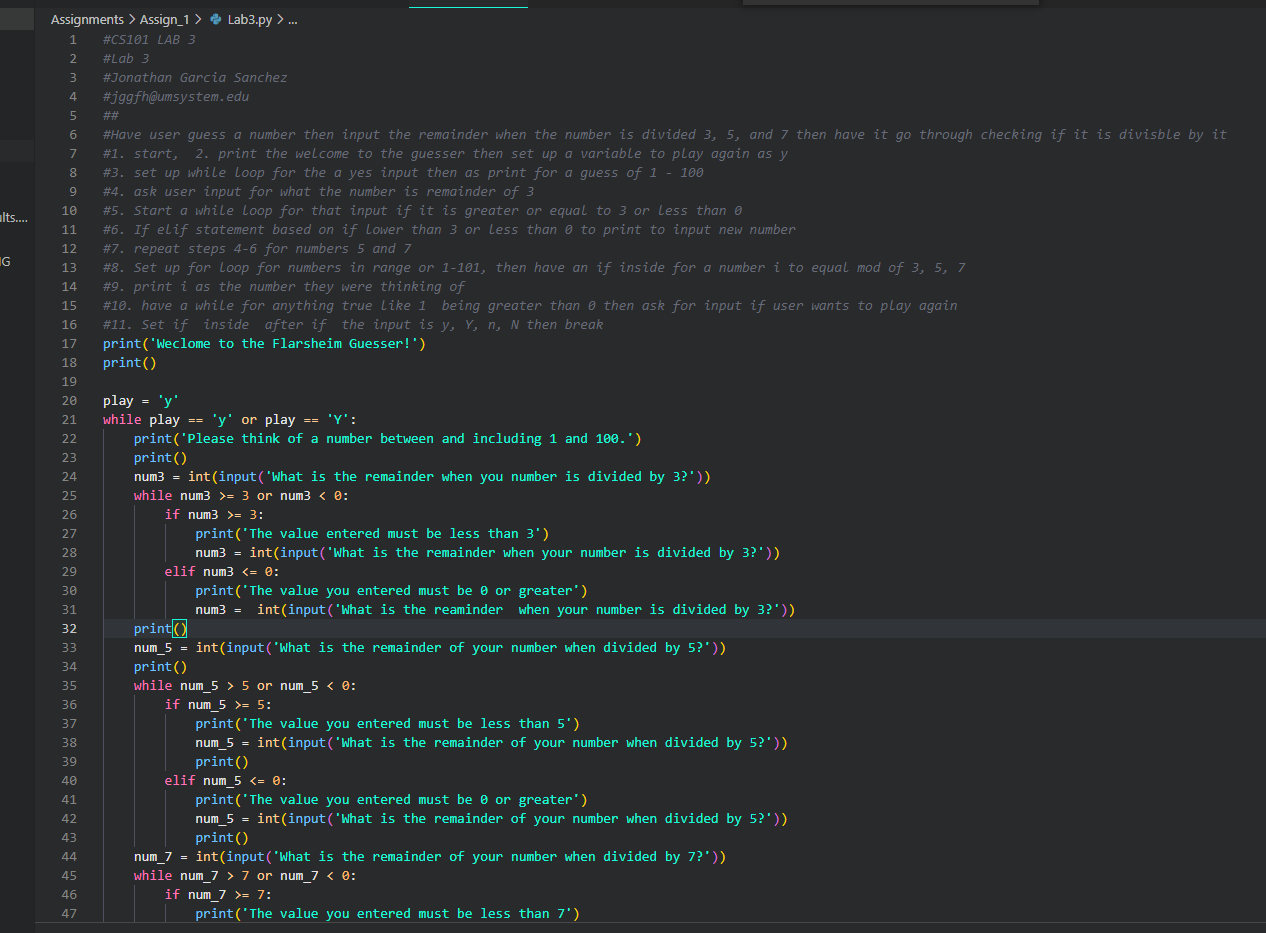 Assignments > Assign_1 > Lab3.py > ...
1 #CS101 LAB 3
2 #Lab 3
3 #Jonathan Garcia Sanchez
4 #jggfh@umsystem.edu
5 ##
6 #Have user guess a number then input the remainder when the number is divided 3, 5, and 7 then have it go through checking if it is divisble by it
7 #1. start,  2. print the welcome to the guesser then set up a variable to play again as y
8 #3. set up while loop for the a yes input then as print for a guess of 1 - 100
9 #4. ask user input for what the number is remainder of 3
ults....
10 #5. Start a while loop for that input if it is greater or equal to 3 or less than 0
11 #6. If elif statement based on if lower than 3 or less than 0 to print to input new number
12 #7. repeat steps 4-6 for numbers 5 and 7
G
13 #8. Set up for loop for numbers in range or 1-101, then have an if inside for a number i to equal mod of 3, 5, 7
14 #9. print i as the number they were thinking of
15 #10. have a while for anything true like 1  being greater than 0 then ask for input if user wants to play again
16 #11. Set if  inside  after if  the input is y, Y, n, N then break
17 print('Weclome to the Flarsheim Guesser!')
18 print()
19
20 play = 'y'
21 while play == 'y' or play == 'Y':
22     print('Please think of a number between and including 1 and 100.')
23     print()
24     num3 = int(input('What is the remainder when you number is divided by 3?'))
25     while num3 >= 3 or num3 < 0:
26         if num3 >= 3:
27             print('The value entered must be less than 3')
28             num3 = int(input('What is the remainder when your number is divided by 3?'))
29         elif num3 <= 0:
30             print('The value you entered must be 0 or greater')
31             num3 =  int(input('What is the reaminder  when your number is divided by 3?'))
32     print()
33     num_5 = int(input('What is the remainder of your number when divided by 5?'))
34     print()
35     while num_5 > 5 or num_5 < 0:
36         if num_5 >= 5:
37             print('The value you entered must be less than 5')
38             num_5 = int(input('What is the remainder of your number when divided by 5?'))
39             print()
40         elif num_5 <= 0:
41             print('The value you entered must be 0 or greater')
42             num_5 = int(input('What is the remainder of your number when divided by 5?'))
43             print()
44     num_7 = int(input('What is the remainder of your number when divided by 7?'))
45     while num_7 > 7 or num_7 < 0:
46         if num_7 >= 7:
47             print('The value you entered must be less than 7')